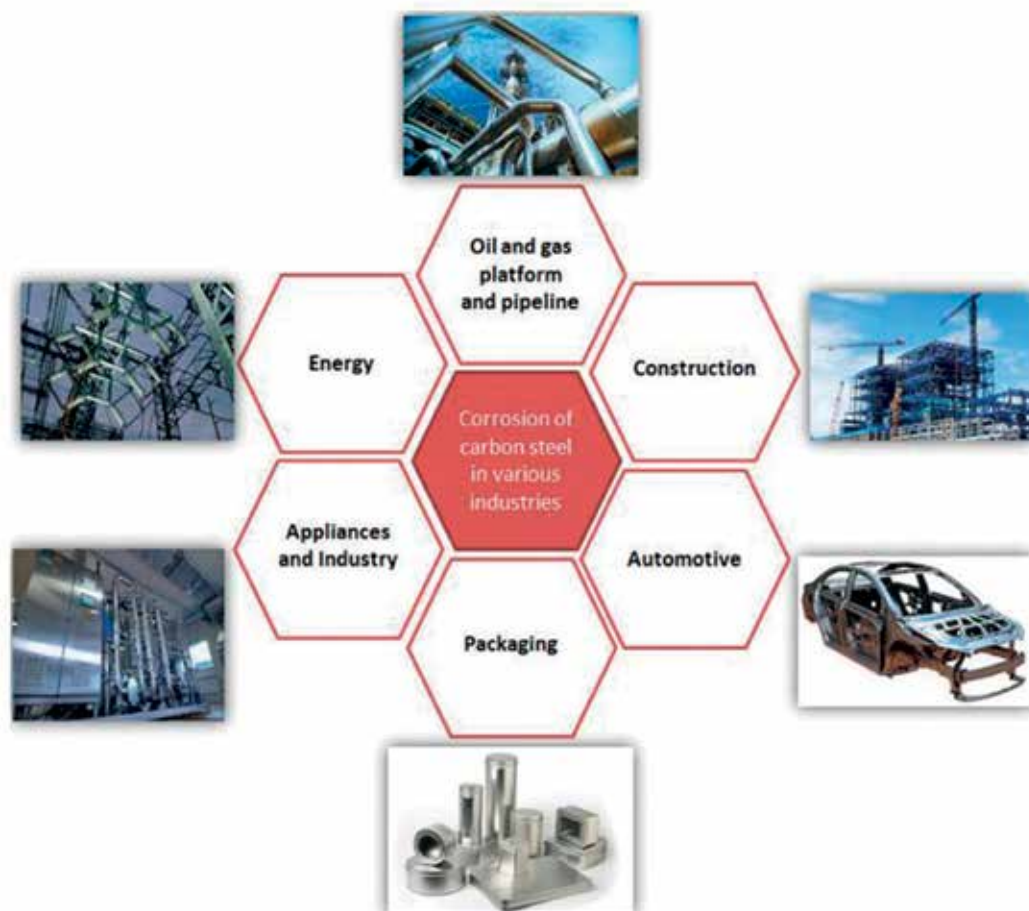 Oil and gas
platform
and pipeline
Energy
Construction
Corrosion of
carbon steel
in various
industries
Appliances
and Industry
Automotive
Packaging